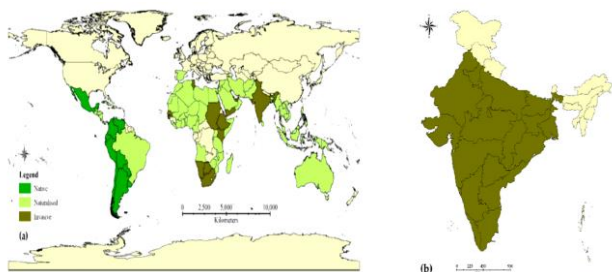 Legend
Native
Naturalised
Invasive
0 2,500 5,000 10,000
Kilometers
(a)
(b)